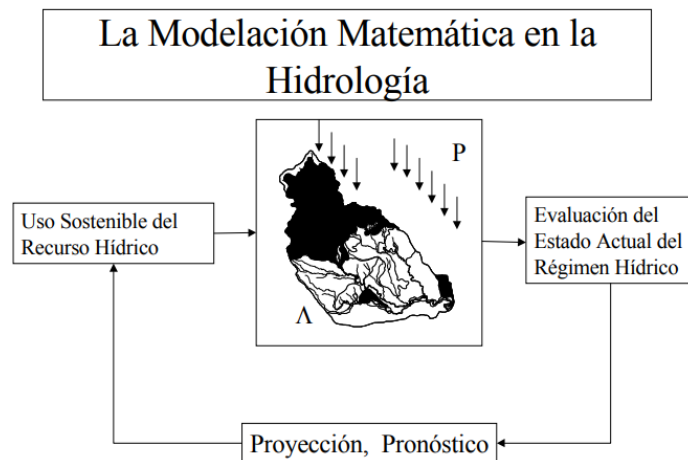 La Modelación Matemática en la
Hidrología
P
Uso Sostenible del
Recurso Hídrico
Evaluación del
Estado Actual del
Régimen Hídrico
Λ
Proyección, Pronóstico